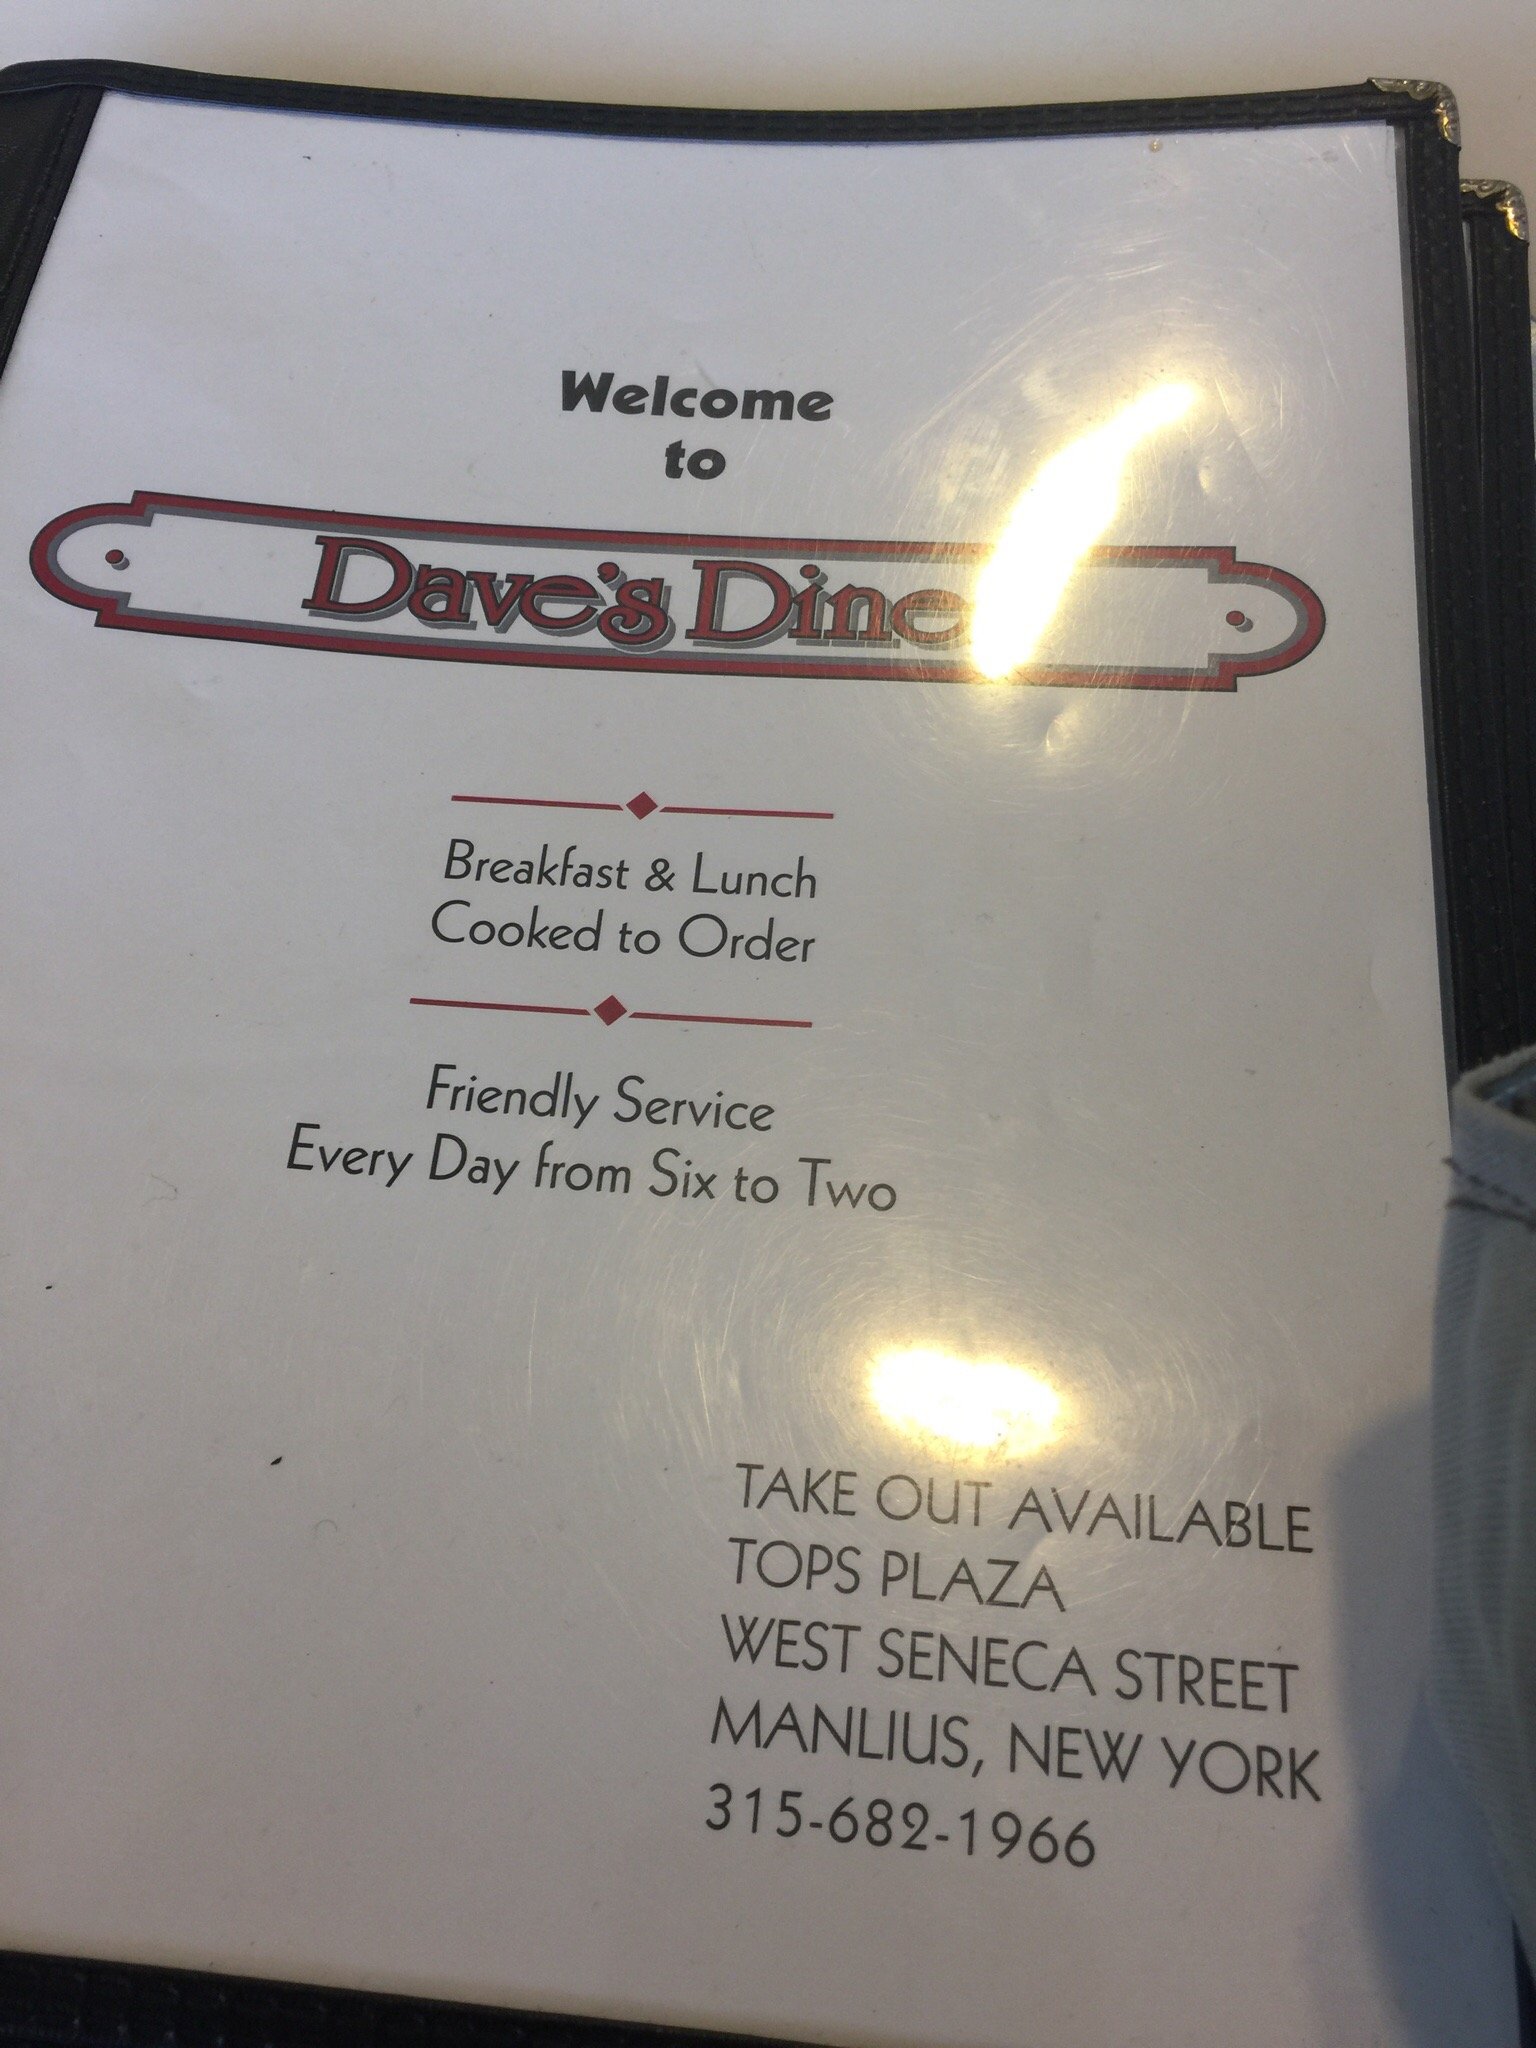 Welcome
to
Dave's Diner
Breakfast & Lunch
Cooked to Order
Friendly Service
Every Day from Six to Two
TAKE OUT AVAILABLE
TOPS PLAZA
WEST SENECA STREET
MANLIUS, NEW YORK
315-682-1966